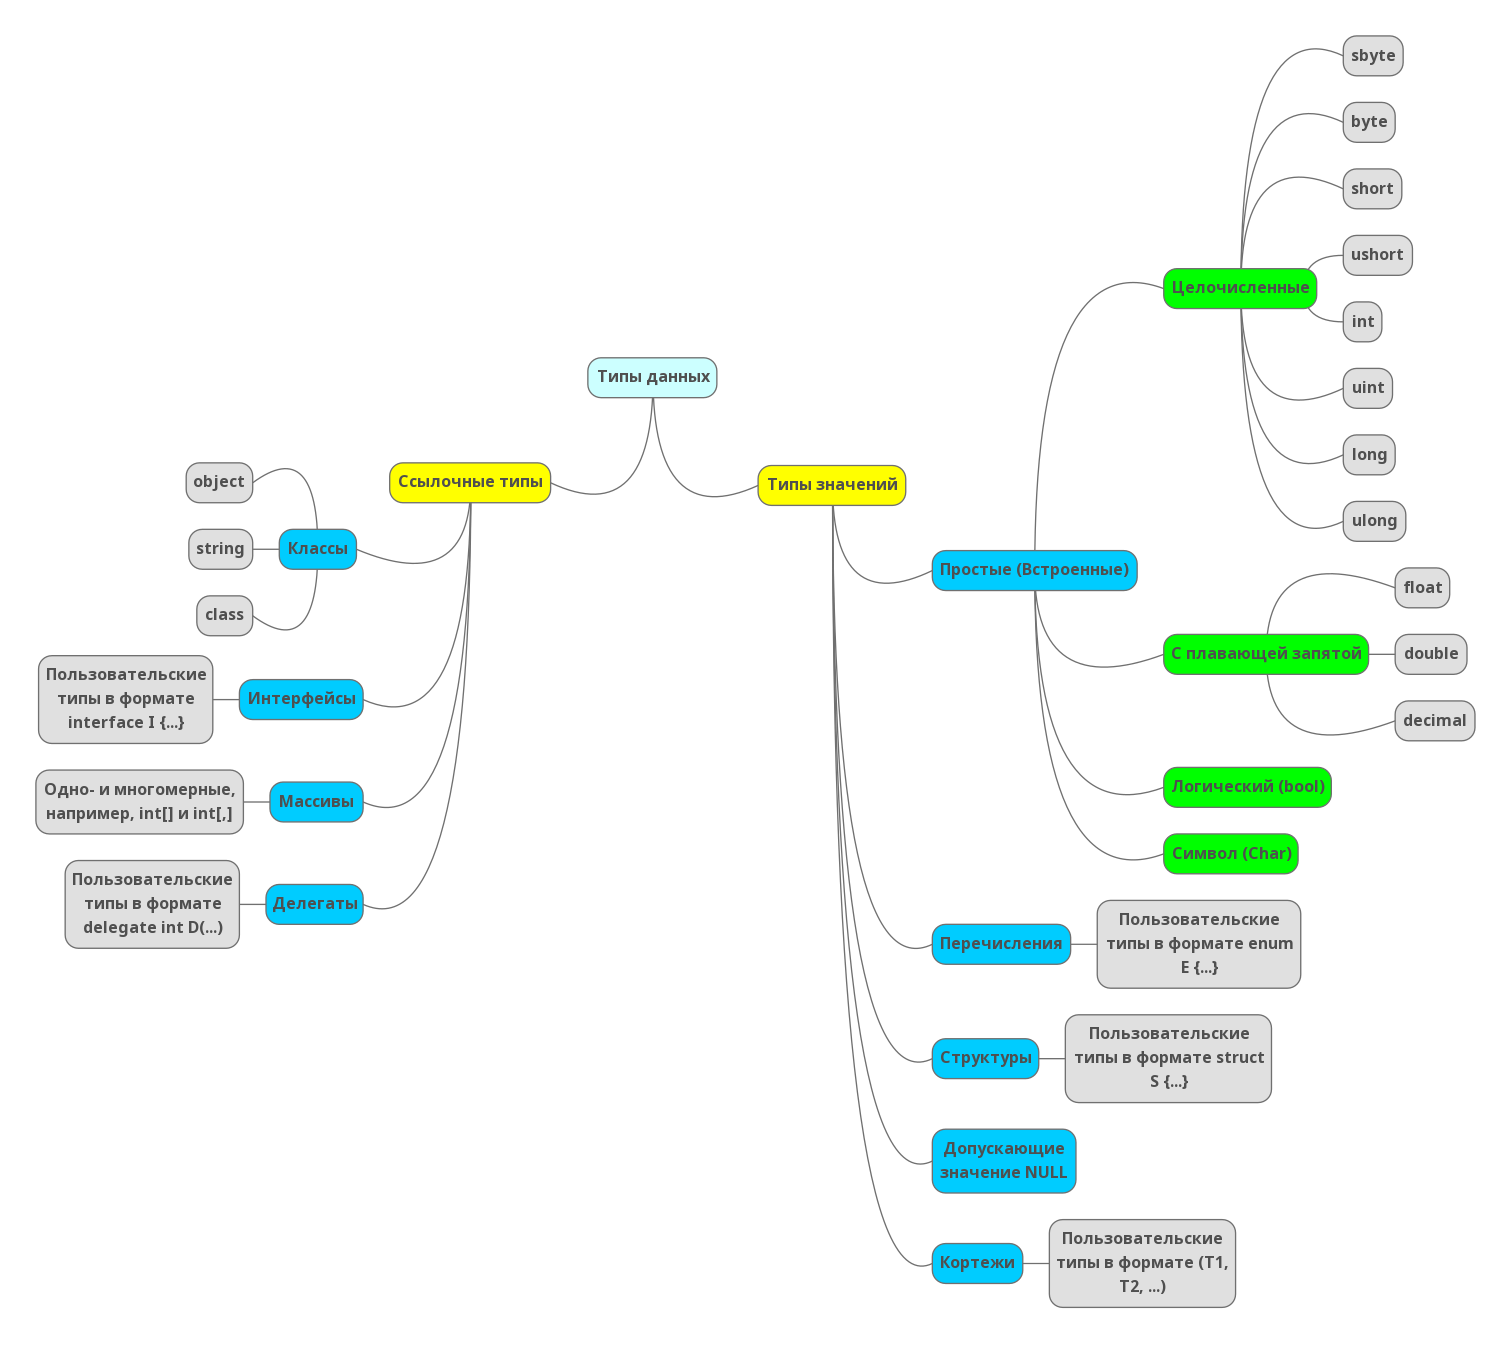 Типы данных
Ссылочные типы
Классы
object
string
class
Интерфейсы
Пользовательские
типы в формате
interface I {...}
Массивы
Одно- и многомерные,
например, int[] и int[,]
Делегаты
Пользовательские
типы в формате
delegate int D(...)
Типы значений
Простые (Встроенные)
Целочисленные
sbyte
byte
short
ushort
int
uint
long
ulong
С плавающей запятой
float
double
decimal
Логический (bool)
Символ (Char)
Перечисления
Пользовательские
типы в формате enum
E {...}
Структуры
Пользовательские
типы в формате struct
S {...}
Допускающие
значение NULL
Кортежи
Пользовательские
типы в формате (T1,
T2, ...)